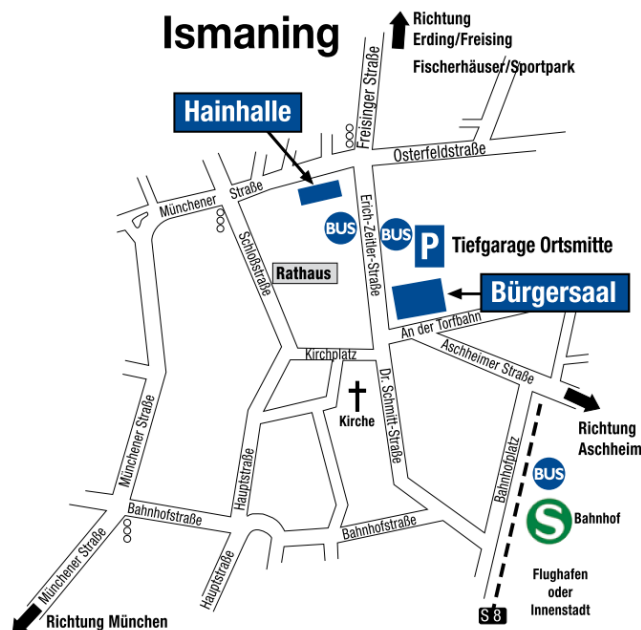 Ismaning
Richtung
Erding/Freising
Fischerhäuser/Sportpark
Freisinger Straße
Hainhalle
Osterfeldstraße
Münchener Straße
BUS
BUS
P
Tiefgarage Ortsmitte
Erich-Zeitler-Straße
Schloßstraße
Rathaus
Bürgersaal
An der Torfbahn
Kirchplatz
Aschheimer Straße
Kirche
Dr.-Schmitt-Straße
Richtung
Aschheim
Münchener Straße
Hauptstraße
Bahnhofplatz
BUS
S
Bahnhof
Bahnhofstraße
Bahnhofstraße
Münchener Straße
Hauptstraße
Flughafen
oder
Innenstadt
S 8
Richtung München